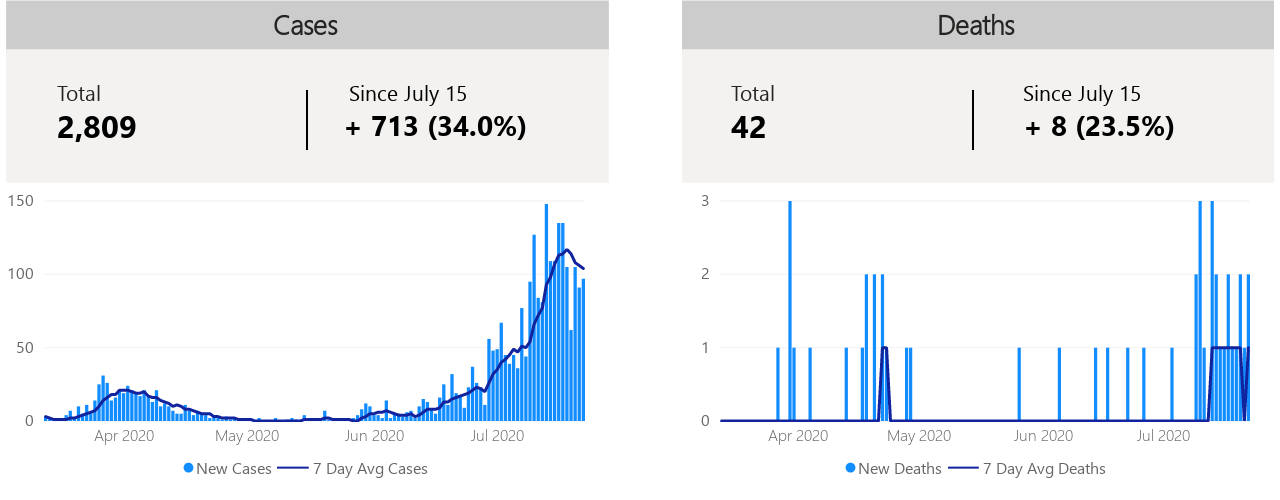 Cases
Total
Since July 15
2,809
+ 713 (34.0%)
150
100
50
0
Apr 2020 May 2020 Jun 2020 Jul 2020
New Cases 7 Day Avg Cases
Deaths
Total
Since July 15
42
+ 8 (23.5%)
3
2
1
0
Apr 2020 May 2020 Jun 2020 Jul 2020
New Deaths 7 Day Avg Deaths